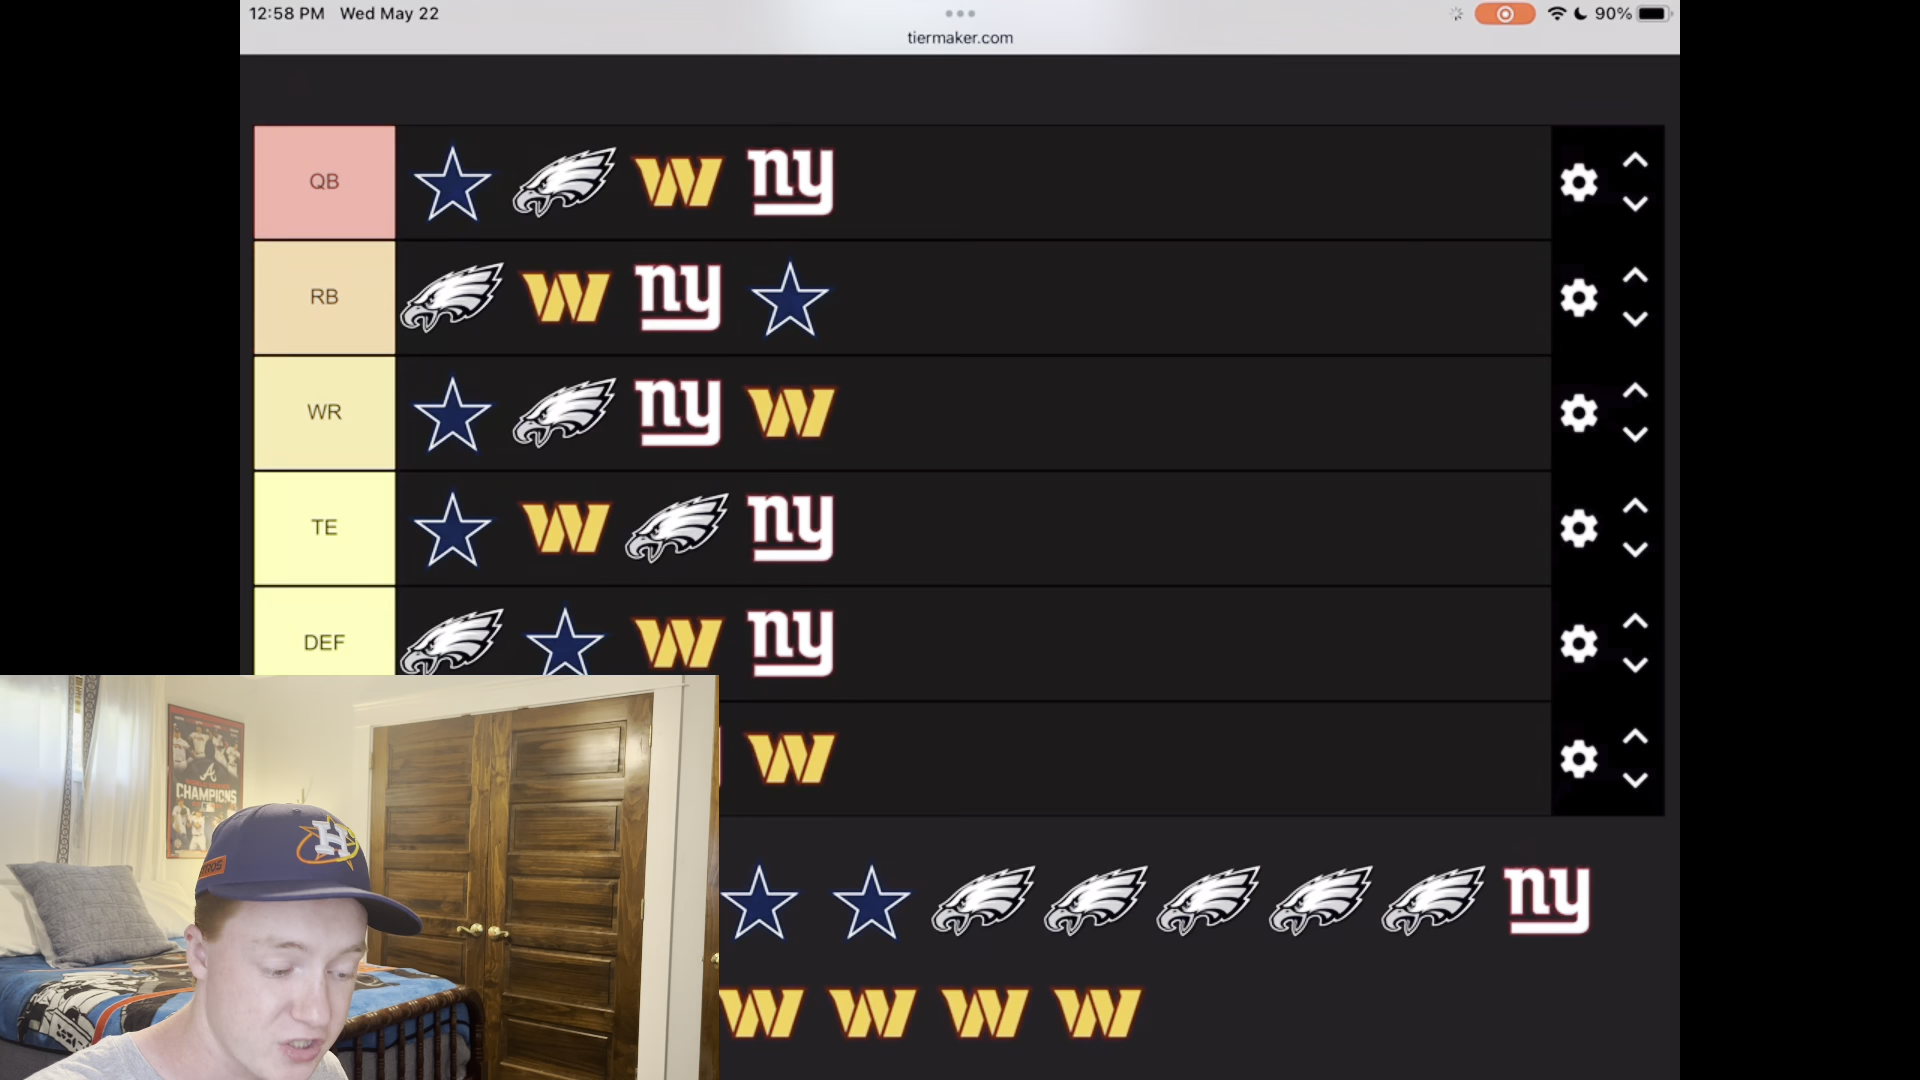 12:58 PM Wed May 22
90%
tiermaker.com
QB
W
ny
RB
W
ny
WR
ny
W
TE
W
ny
DEF
W
ny
W
A
CHAMPIONS
H
ny
W W W W